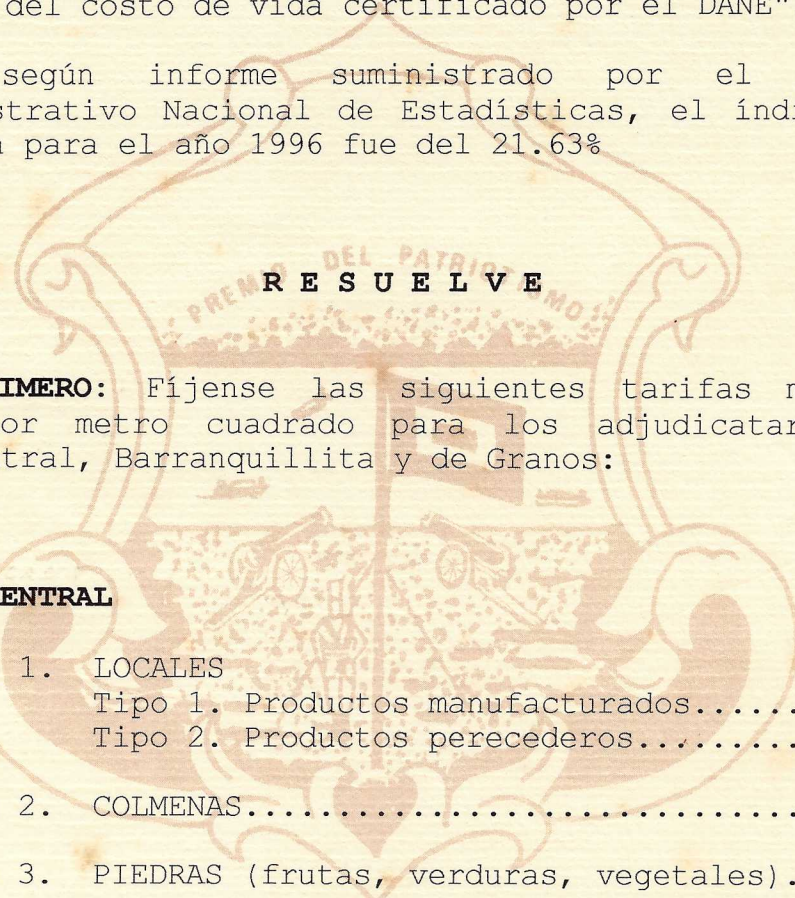 del costo de vida certificado por el DANE"
según informe suministrado por el
strativo Nacional de Estadísticas, el índi
para el año 1996 fue del 21.63%
PREMIO DEL PATRIOTISMO
R E S U E L V E
IMERO: Fíjense las siguientes tarifas
or metro cuadrado para los adjudicatar
tral, Barranquillita y de Granos:
ENTRAL
1. LOCALES
Tipo 1. Productos manufacturados......
Tipo 2. Productos perecederos.........
2. COLMENAS...............................
3. PIEDRAS (frutas, verduras, vegetales).